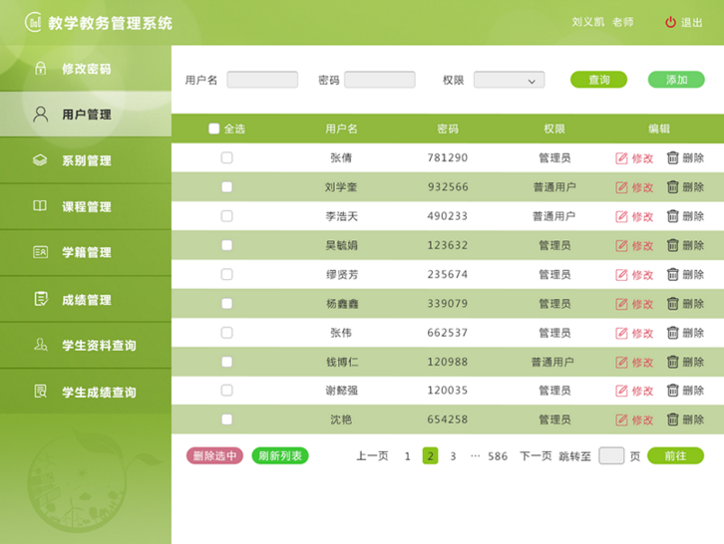 教学教务管理系统
刘义凯 老师 退出
修改密码
用户管理
系别管理
课程管理
学籍管理
成绩管理
学生资料查询
学生成绩查询
用户名 密码 权限 查询 添加
全选 用户名 密码 权限 编辑
张倩 781290 管理员 修改 删除
刘学奎 932566 普通用户 修改 删除
李浩天 490233 普通用户 修改 删除
吴毓娟 123632 管理员 修改 删除
缪贤芳 235674 管理员 修改 删除
杨鑫鑫 339079 管理员 修改 删除
张伟 662537 管理员 修改 删除
钱博仁 120988 普通用户 修改 删除
谢懿强 120035 管理员 修改 删除
沈艳 654258 管理员 修改 删除
删除选中 刷新列表 上一页 1 2 3 ··· 586 下一页 跳转至 页 前往